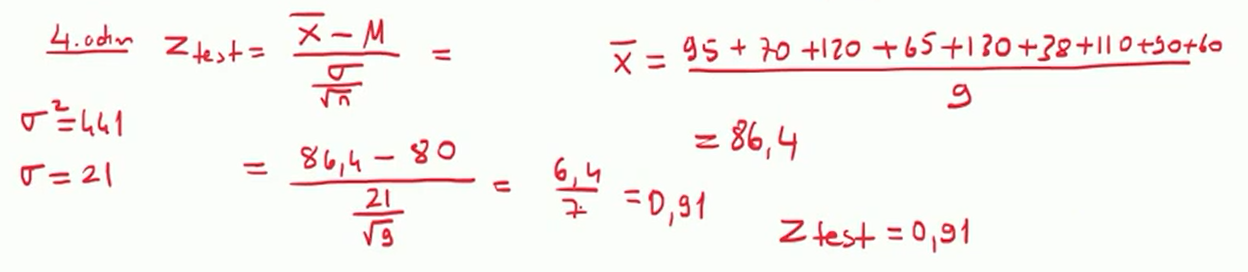 4.adım Ztest = (x̄ - M) / (σ/√n) =
x̄ = (95 + 70 + 120 + 65 + 130 + 38 + 110 + 90 + 60) / 9
= 86,4
σ² = 441
σ = 21
= (86,4 - 80) / (21/√9) = 6,4/7 = 0,91
Ztest = 0,91